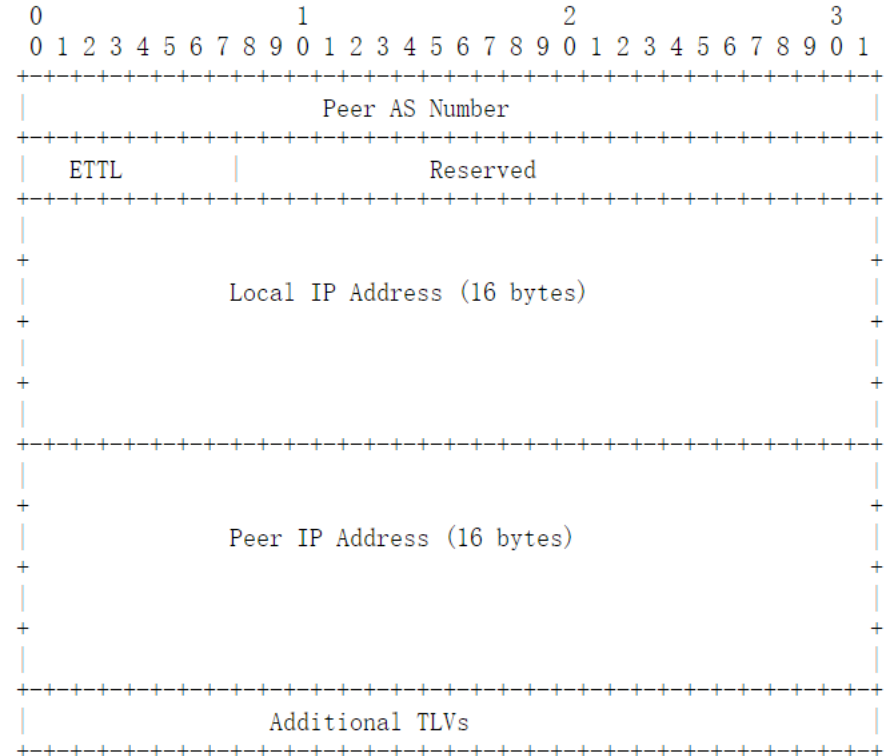 0                   1                   2                   3
0 1 2 3 4 5 6 7 8 9 0 1 2 3 4 5 6 7 8 9 0 1 2 3 4 5 6 7 8 9 0 1
+-+-+-+-+-+-+-+-+-+-+-+-+-+-+-+-+-+-+-+-+-+-+-+-+-+-+-+-+-+-+-+-+
|                      Peer AS Number                           |
+-+-+-+-+-+-+-+-+-+-+-+-+-+-+-+-+-+-+-+-+-+-+-+-+-+-+-+-+-+-+-+-+
|   ETTL        |              Reserved                         |
+-+-+-+-+-+-+-+-+-+-+-+-+-+-+-+-+-+-+-+-+-+-+-+-+-+-+-+-+-+-+-+-+
|                                                               |
+                                                               +
|               Local IP Address (16 bytes)                     |
+                                                               +
|                                                               |
+                                                               +
|                                                               |
+-+-+-+-+-+-+-+-+-+-+-+-+-+-+-+-+-+-+-+-+-+-+-+-+-+-+-+-+-+-+-+-+
|                                                               |
+                                                               +
|               Peer IP Address (16 bytes)                      |
+                                                               +
|                                                               |
+                                                               +
|                                                               |
+-+-+-+-+-+-+-+-+-+-+-+-+-+-+-+-+-+-+-+-+-+-+-+-+-+-+-+-+-+-+-+-+
|                  Additional TLVs                              |
+-+-+-+-+-+-+-+-+-+-+-+-+-+-+-+-+-+-+-+-+-+-+-+-+-+-+-+-+-+-+-+-+